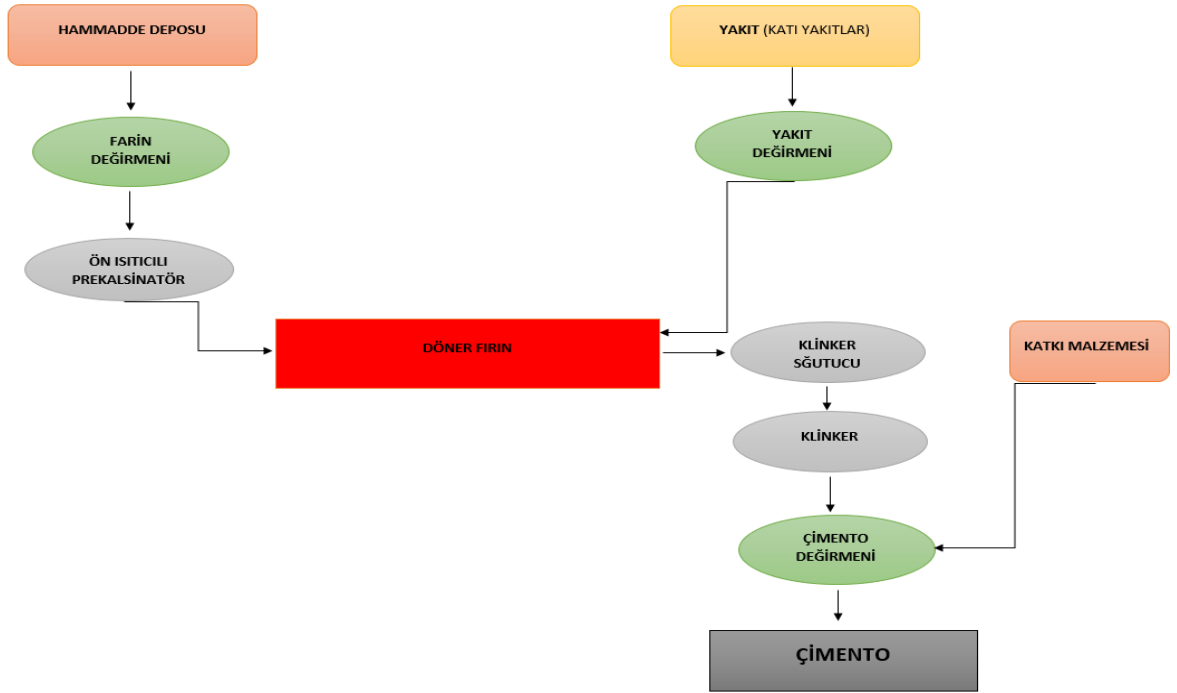 HAMMADDE DEPOSU
YAKIT (KATI YAKITLAR)
FARİN
DEĞİRMENİ
YAKIT
DEĞİRMENİ
ÖN ISITICILI
PREKALSİNATÖR
DÖNER FIRIN
KLİNKER
SĞUTUCU
KATKI MALZEMESİ
KLİNKER
ÇİMENTO
DEĞİRMENİ
ÇİMENTO